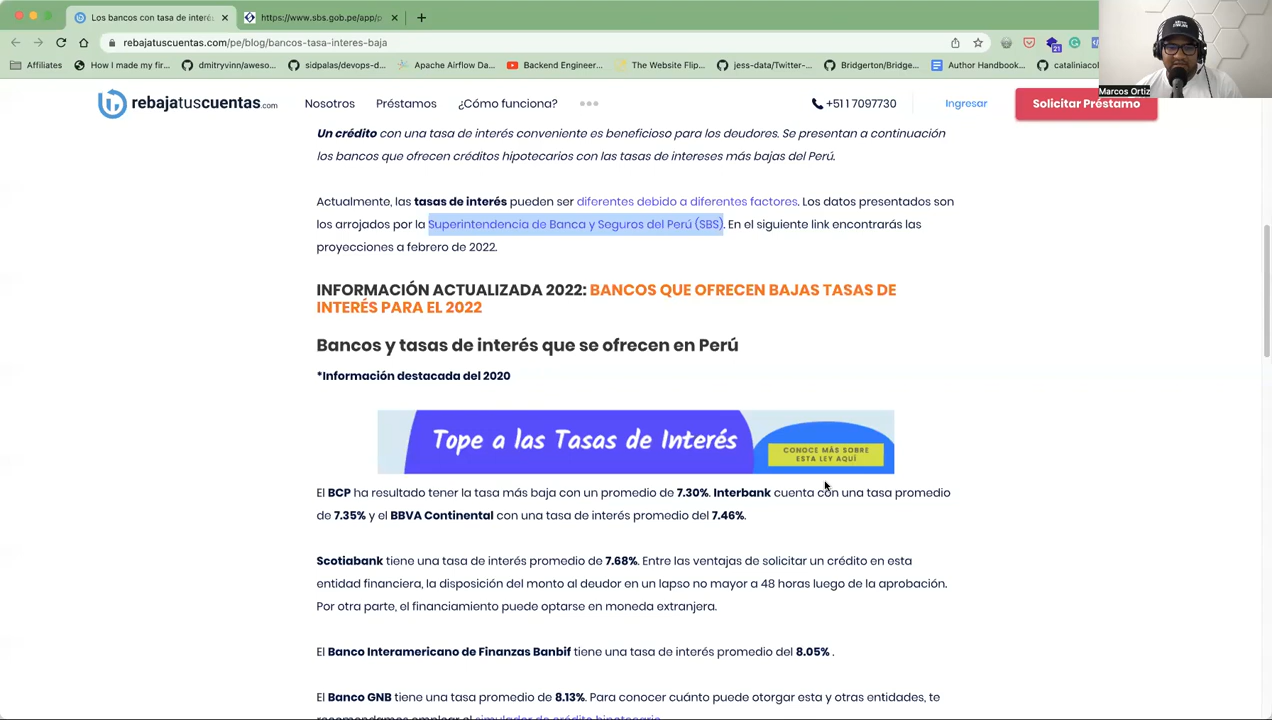 Los bancos con tasa de interé
https://www.sbs.gob.pe/app/p
rebajatuscuentas.com/pe/blog/bancos-tasa-interes-baja
21
Affiliates
How I made my fir...
dmitryvinn/aweso...
sidpalas/devops-d...
Apache Airflow Da...
Backend Engineer...
The Website Flip...
jess-data/Twitter-...
Bridgerton/Bridge...
Author Handbook...
cataliniaco
Marcos Ortiz
rebajatuscuentas.com
Nosotros
Préstamos
¿Cómo funciona?
+51 1 7097730
Ingresar
Solicitar Préstamo
Un crédito con una tasa de interés conveniente es beneficioso para los deudores. Se presentan a continuación
los bancos que ofrecen créditos hipotecarios con las tasas de intereses más bajas del Perú.
Actualmente, las tasas de interés pueden ser diferentes debido a diferentes factores. Los datos presentados son
los arrojados por la Superintendencia de Banca y Seguros del Perú (SBS). En el siguiente link encontrarás las
proyecciones a febrero de 2022.
INFORMACIÓN ACTUALIZADA 2022: BANCOS QUE OFRECEN BAJAS TASAS DE
INTERÉS PARA EL 2022
Bancos y tasas de interés que se ofrecen en Perú
*Información destacada del 2020
Tope a las Tasas de Interés
CONOCE MÁS SOBRE
ESTA LEY AQUÍ
El BCP ha resultado tener la tasa más baja con un promedio de 7.30%. Interbank cuenta con una tasa promedio
de 7.35% y el BBVA Continental con una tasa de interés promedio del 7.46%.
Scotiabank tiene una tasa de interés promedio de 7.68%. Entre las ventajas de solicitar un crédito en esta
entidad financiera, la disposición del monto al deudor en un lapso no mayor a 48 horas luego de la aprobación.
Por otra parte, el financiamiento puede optarse en moneda extranjera.
El Banco Interamericano de Finanzas Banbif tiene una tasa de interés promedio del 8.05% .
El Banco GNB tiene una tasa promedio de 8.13%. Para conocer cuánto puede otorgar esta y otras entidades, te
recomendamos emplear el simulador de crédito hipotecario